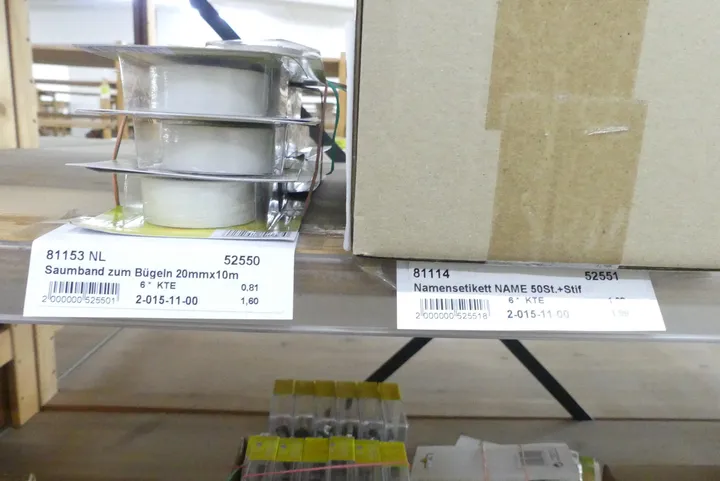 81153 NL 52550
Saumband zum Bügeln 20mmx10m
6* KTE 0,81
2 000000 525501 2-015-11-00 1,60
81114 52551
Namensetikett NAME 50St.+Stif
6* KTE
2 000000 525518 2-015-11-00